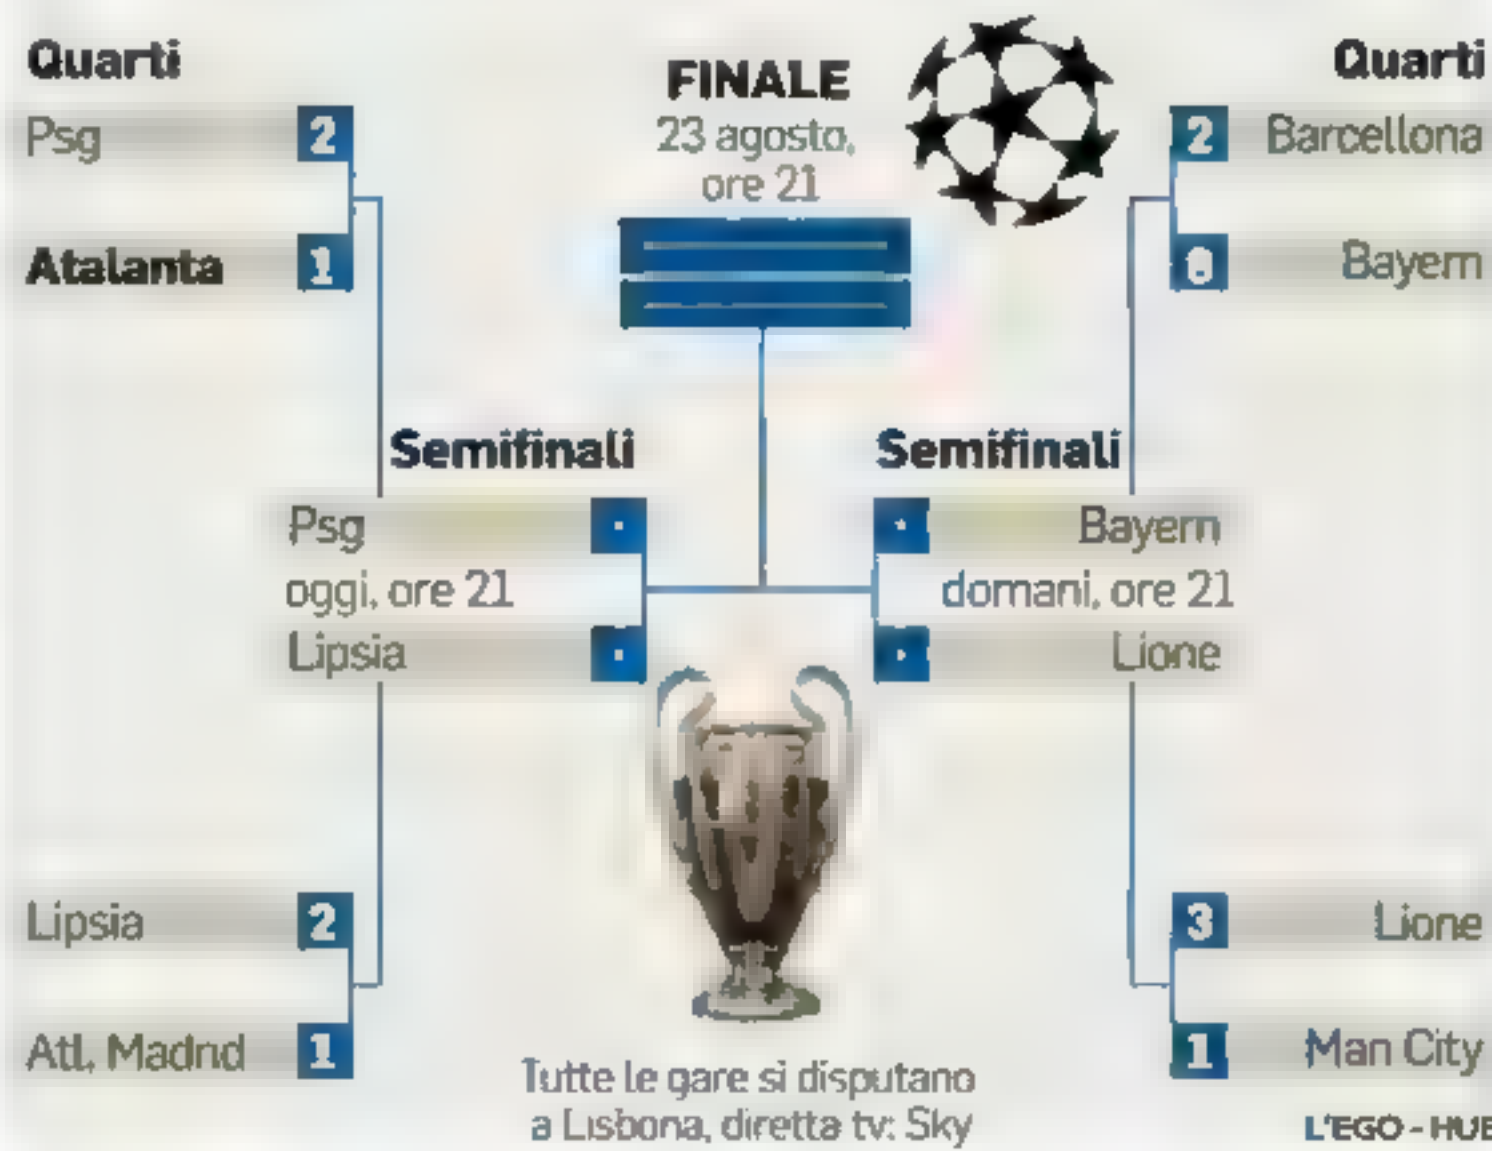 Quarti
Psg 2
Atalanta 1
FINALE
23 agosto,
ore 21
Quarti
2 Barcellona
Bayern
Semifinali
Psg
oggi, ore 21
Lipsia
Semifinali
Bayern
domani, ore 21
Lione
Lipsia 2
Atl. Madrid 1
3 Lione
1 Man City
Tutte le gare si disputano
a Lisbona, diretta tv: Sky
L'EGO - HUB